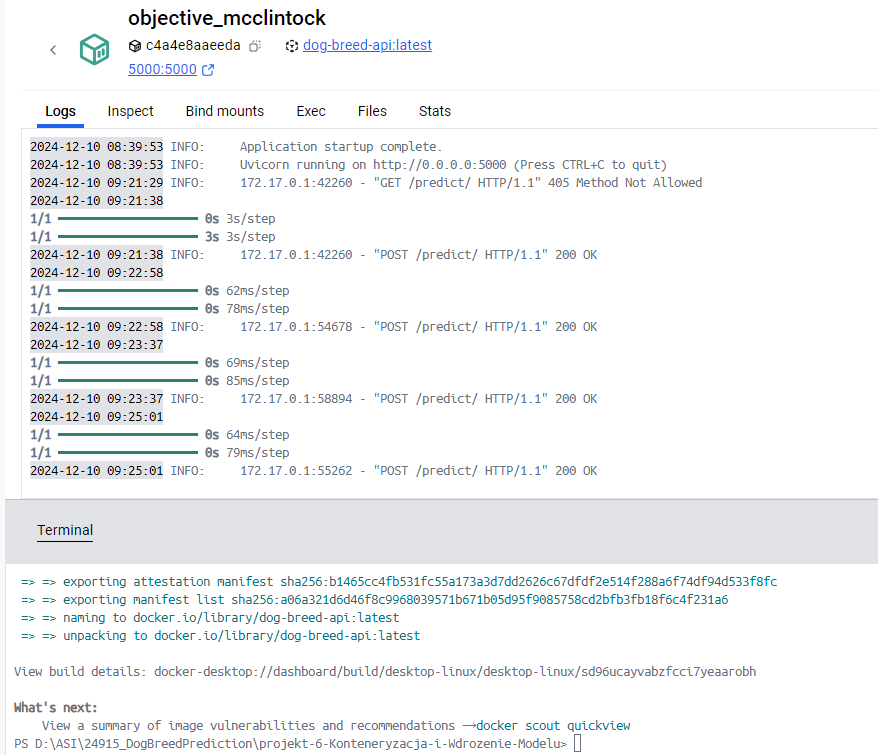 objective_mcclintock
c4a4e8aaeeda dog-breed-api:latest
5000:5000
Logs Inspect Bind mounts Exec Files Stats
2024-12-10 08:39:53 INFO: Application startup complete.
2024-12-10 08:39:53 INFO: Uvicorn running on http://0.0.0.0:5000 (Press CTRL+C to quit)
2024-12-10 09:21:29 INFO: 172.17.0.1:42260 - "GET /predict/ HTTP/1.1" 405 Method Not Allowed
2024-12-10 09:21:38
1/1 0s 3s/step
1/1 3s 3s/step
2024-12-10 09:21:38 INFO: 172.17.0.1:42260 - "POST /predict/ HTTP/1.1" 200 OK
2024-12-10 09:22:58
1/1 0s 62ms/step
1/1 0s 78ms/step
2024-12-10 09:22:58 INFO: 172.17.0.1:54678 - "POST /predict/ HTTP/1.1" 200 OK
2024-12-10 09:23:37
1/1 0s 69ms/step
1/1 0s 85ms/step
2024-12-10 09:23:37 INFO: 172.17.0.1:58894 - "POST /predict/ HTTP/1.1" 200 OK
2024-12-10 09:25:01
1/1 0s 64ms/step
1/1 0s 79ms/step
2024-12-10 09:25:01 INFO: 172.17.0.1:55262 - "POST /predict/ HTTP/1.1" 200 OK
Terminal
=> => exporting attestation manifest sha256:b1465cc4fb531fc55a173a3d7dd2626c67dfdf2e514f288a6f74df94d533f8fc
=> => exporting manifest list sha256:a06a321d6d46f8c9968039571b671b05d95f9085758cd2bfb3fb18f6c4f231a6
=> => naming to docker.io/library/dog-breed-api:latest
=> => unpacking to docker.io/library/dog-breed-api:latest
View build details: docker-desktop://dashboard/build/desktop-linux/desktop-linux/sd96ucayvabzfcci7yeaarobh
What's next:
View a summary of image vulnerabilities and recommendations →docker scout quickview
PS D:\ASI\24915_DogBreedPrediction\projekt-6-Konteneryzacja-i-Wdrozenie-Modelu>